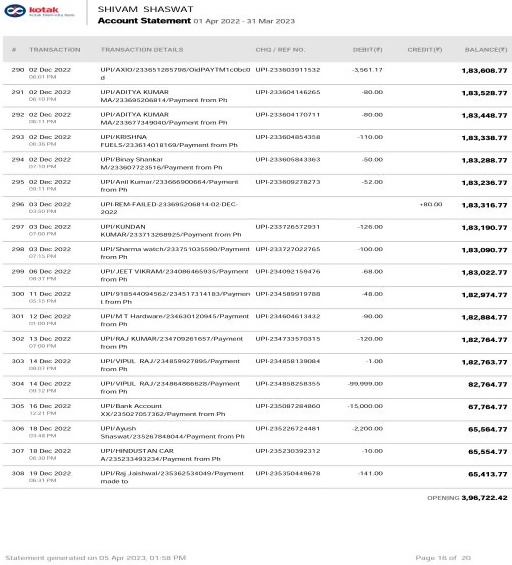 kotak
Kotak Mahindra Bank
SHIVAM SHASWAT
Account Statement 01 Apr 2022 - 31 Mar 2023
# TRANSACTION TRANSACTION DETAILS CHQ / REF NO. DEBIT(₹) CREDIT(₹) BALANCE(₹)
290 02 Dec 2022 UPI/AXIO/233651285798/OidPAYTM1c0bc0 UPI-233603911532 -3,561.17 1,83,608.77
06:01 PM d
291 02 Dec 2022 UPI/ADITYA KUMAR UPI-233604146265 -80.00 1,83,528.77
06:10 PM MA/233695206814/Payment from Ph
292 02 Dec 2022 UPI/ADITYA KUMAR UPI-233604170711 -80.00 1,83,448.77
06:11 PM MA/233677349040/Payment from Ph
293 02 Dec 2022 UPI/KRISHNA UPI-233604854358 -110.00 1,83,338.77
06:36 PM FUELS/233614018169/Payment from Ph
294 02 Dec 2022 UPI/Binay Shankar UPI-233605843363 -50.00 1,83,288.77
07:10 PM M/233607723516/Payment from Ph
295 02 Dec 2022 UPI/Anil Kumar/233666900664/Payment UPI-233609278273 -52.00 1,83,236.77
09:11 PM from Ph
296 03 Dec 2022 UPI-REM-FAILED-233695206814-02-DEC- +80.00 1,83,316.77
03:50 PM 2022
297 03 Dec 2022 UPI/KUNDAN UPI-233726572931 -126.00 1,83,190.77
07:00 PM KUMAR/233713268925/Payment from Ph
298 03 Dec 2022 UPI/Sharma watch/233751035590/Payment UPI-233727022765 -100.00 1,83,090.77
07:15 PM from Ph
299 06 Dec 2022 UPI/JEET VIKRAM/234086465935/Payment UPI-234092159476 -68.00 1,83,022.77
08:37 PM from Ph
300 11 Dec 2022 UPI/918544094562/234517314183/Paymen UPI-234589919788 -48.00 1,82,974.77
05:15 PM t from Ph
301 12 Dec 2022 UPI/M T Hardware/234630120945/Payment UPI-234604613432 -90.00 1,82,884.77
01:00 PM from Ph
302 13 Dec 2022 UPI/RAJ KUMAR/234709261657/Payment UPI-234733570315 -120.00 1,82,764.77
07:00 PM from Ph
303 14 Dec 2022 UPI/VIPUL RAJ/234859927895/Payment UPI-234858139084 -1.00 1,82,763.77
09:07 PM from Ph
304 14 Dec 2022 UPI/VIPUL RAJ/234864866628/Payment UPI-234858258355 -99,999.00 82,764.77
09:12 PM from Ph
305 16 Dec 2022 UPI/Bank Account UPI-235087284860 -15,000.00 67,764.77
12:21 PM XX/235027057362/Payment from Ph
306 18 Dec 2022 UPI/Ayush UPI-235226724481 -2,200.00 65,564.77
03:48 PM Shaswat/235267848044/Payment from Ph
307 18 Dec 2022 UPI/HINDUSTAN CAR UPI-235230392312 -10.00 65,554.77
06:30 PM A/235233493234/Payment from Ph
308 19 Dec 2022 UPI/Raj Jaishwal/235362534049/Payment UPI-235350449678 -141.00 65,413.77
06:31 PM made to
OPENING 3,96,722.42
Statement generated on 05 Apr 2023, 01:58 PM Page 16 of 20